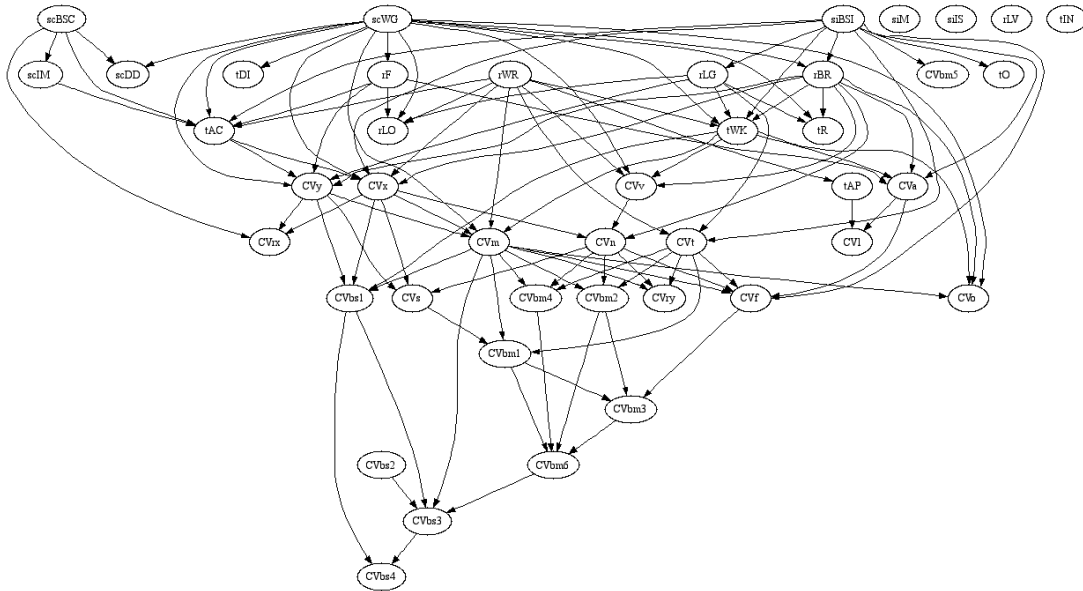 scBSC scWG siBSI siM siIS rLV tIN
scIM scDD tDI rF rWR rLG rBR CVbm5 tO
tAC rLO tWK tR
CVy CVx CVv tAP CVa
CVrx CVm CVn CVt CVl
CVbs1 CVs CVbm4 CVbm2 CVry CVf CVo
CVbm1
CVbm3
CVbs2 CVbm6
CVbs3
CVbs4